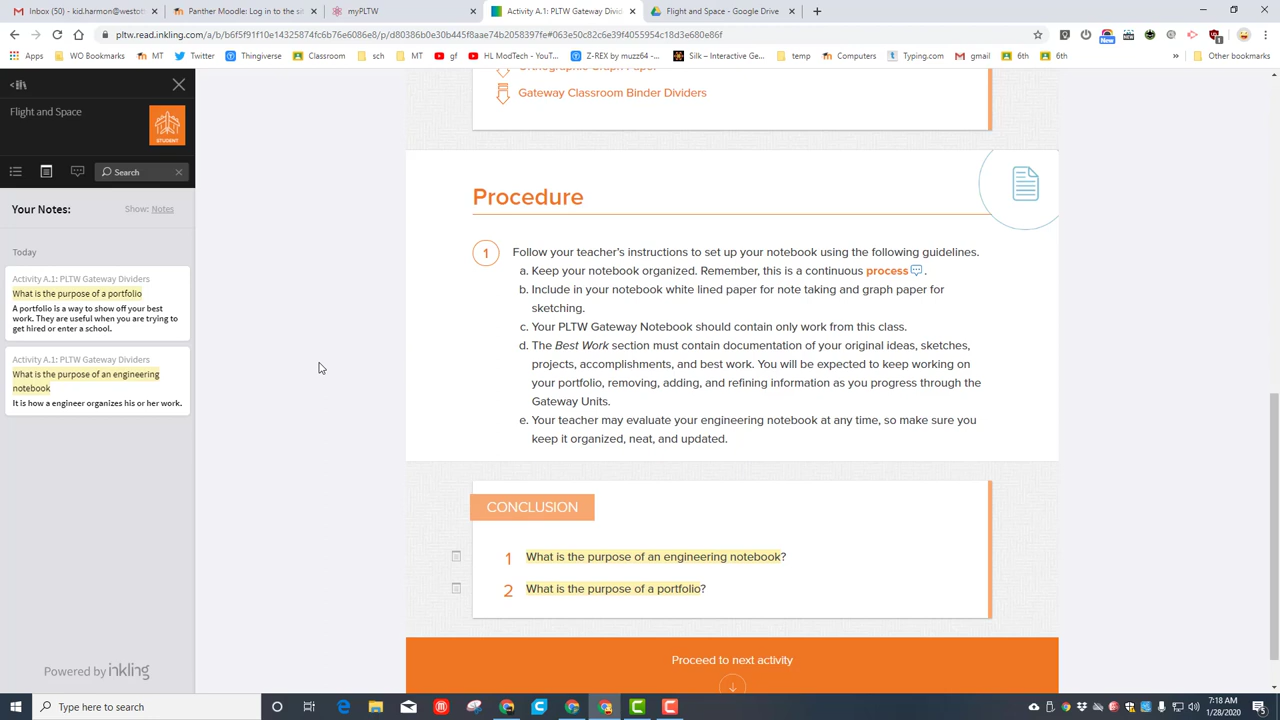 Inbox (0) - kid.harmon@westott
Panther Moodle: Log in to the si
myPLTW
Activity A.1: PLTW Gateway Divid
Flight and Space - Google Drive
pltw.read.inkling.com/a/b/b6f5f91f10e14325874fc6b76e6086e8/p/d80386b0e30b445f8aae74b2058397fe#063e50c82c6e39f4055954c18d3e680e86f
Apps
WO Bookmarks
MT
Twitter
Thingiverse
Classroom
sch
MT
gf
HL ModTech - YouT...
Z-REX by muzz64 - ...
Silk – Interactive Ge...
temp
Computers
Typing.com
gmail
6th
6th
»
Other bookmarks
Flight and Space
STUDENT
Search
Your Notes:
Show: Notes
Today
Activity A.1: PLTW Gateway Dividers
What is the purpose of a portfolio
A portfolio is a way to show off your best
work. They are useful when you are trying to
get hired or enter a school.
Activity A.1: PLTW Gateway Dividers
What is the purpose of an engineering
notebook
It is how a engineer organizes his or her work.
Powered by inkling
Orthographic Graph Paper
Gateway Classroom Binder Dividers
Procedure
1 Follow your teacher's instructions to set up your notebook using the following guidelines.
a. Keep your notebook organized. Remember, this is a continuous process.
b. Include in your notebook white lined paper for note taking and graph paper for
sketching.
c. Your PLTW Gateway Notebook should contain only work from this class.
d. The Best Work section must contain documentation of your original ideas, sketches,
projects, accomplishments, and best work. You will be expected to keep working on
your portfolio, removing, adding, and refining information as you progress through the
Gateway Units.
e. Your teacher may evaluate your engineering notebook at any time, so make sure you
keep it organized, neat, and updated.
CONCLUSION
1 What is the purpose of an engineering notebook?
2 What is the purpose of a portfolio?
Proceed to next activity
Type here to search
7:18 AM
1/28/2020